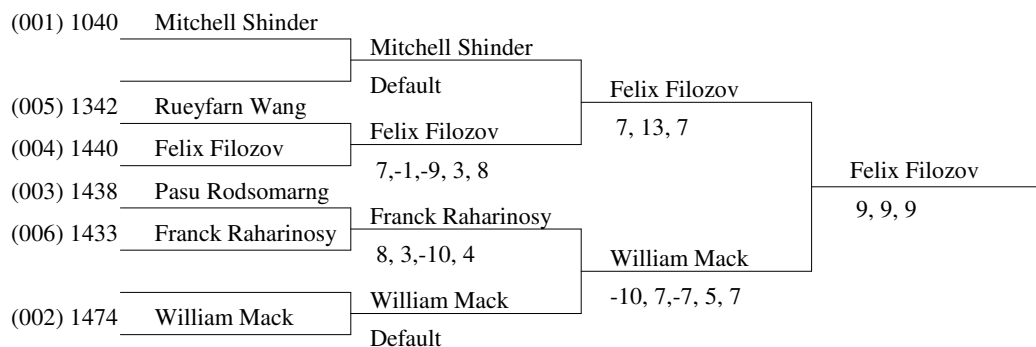 (001) 1040 Mitchell Shinder
Mitchell Shinder
Default
Felix Filozov
(005) 1342 Rueyfarn Wang
7, 13, 7
Felix Filozov
(004) 1440 Felix Filozov
7,-1,-9, 3, 8
Felix Filozov
(003) 1438 Pasu Rodsomarng
9, 9, 9
Franck Raharinosy
(006) 1433 Franck Raharinosy
8, 3,-10, 4
William Mack
-10, 7,-7, 5, 7
William Mack
(002) 1474 William Mack
Default